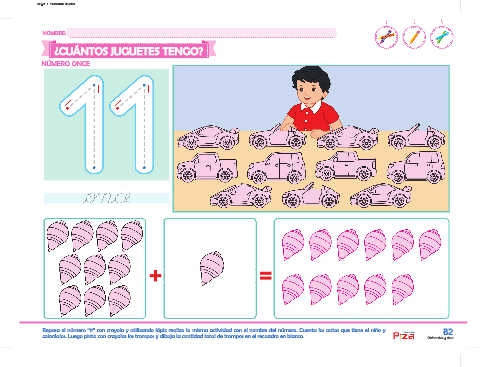 NOMBRE:
¿CUÁNTOS JUGUETES TENGO?
NÚMERO ONCE
11
once
+
=
Repasa el número "11" con crayola y utilizando lápiz realiza la misma actividad con el nombre del número. Cuenta los autos que tiene el niño y
coloréalos. Luego pinta con crayolas los trompos y dibuja la cantidad total de trompos en el recuadro en blanco.
82